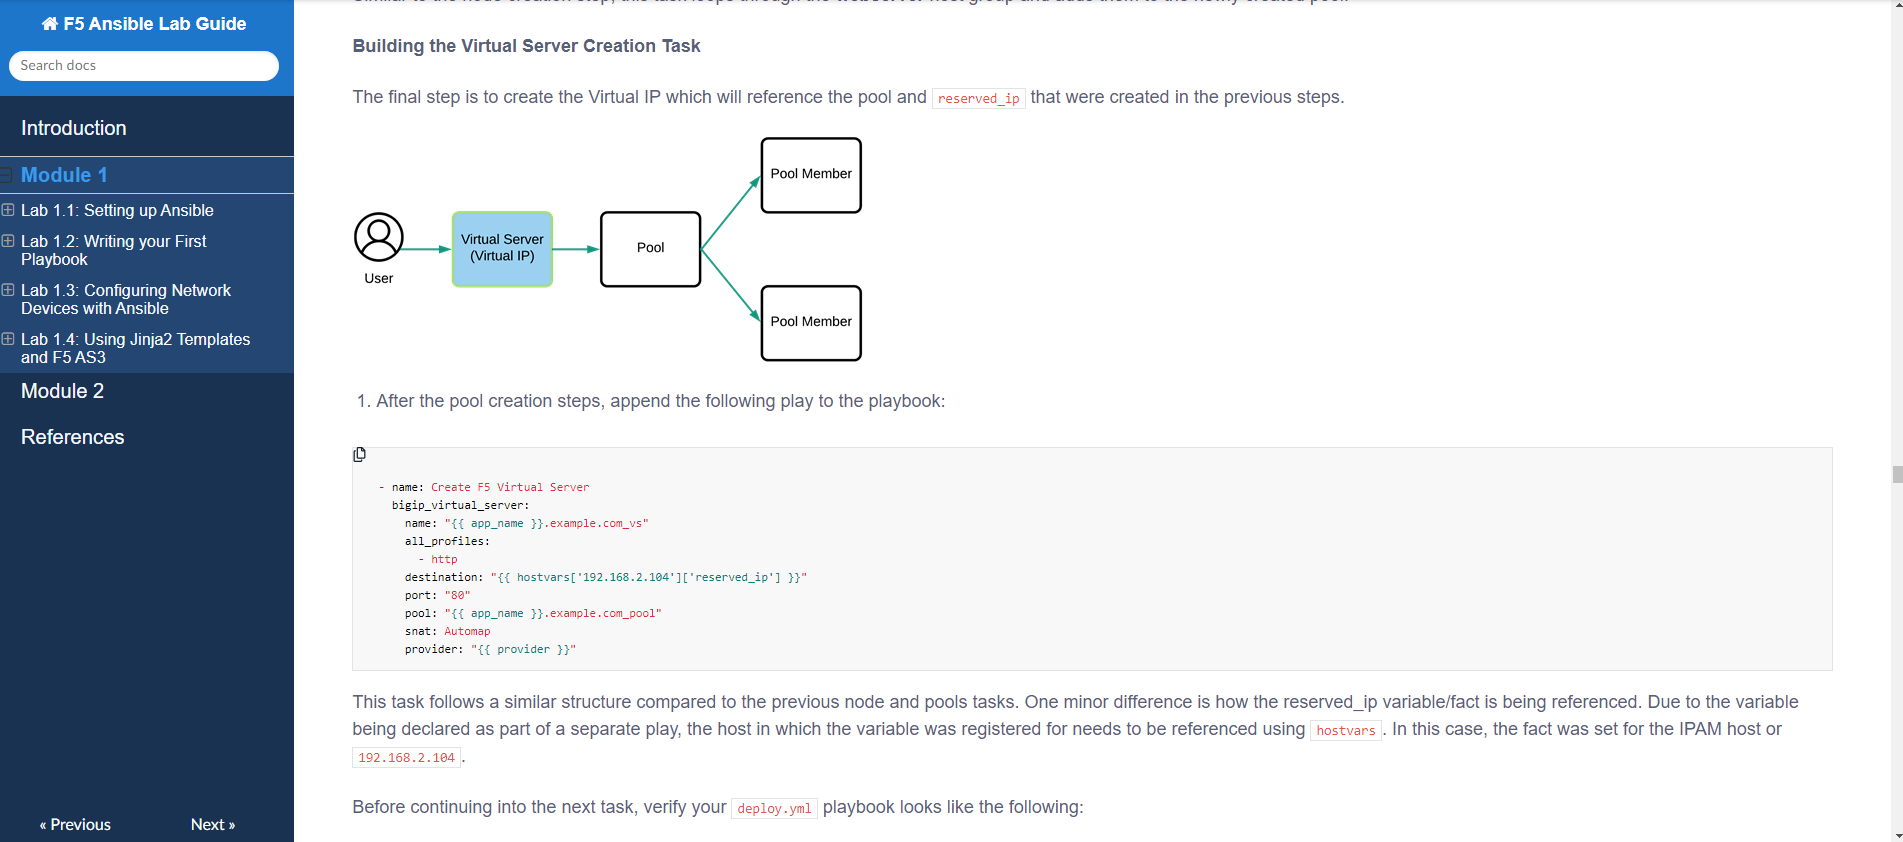 F5 Ansible Lab Guide
Search docs
Introduction
Module 1
Lab 1.1: Setting up Ansible
Lab 1.2: Writing your First
Playbook
Lab 1.3: Configuring Network
Devices with Ansible
Lab 1.4: Using Jinja2 Templates
and F5 AS3
Module 2
References
« Previous
Next »
Building the Virtual Server Creation Task
The final step is to create the Virtual IP which will reference the pool and reserved_ip that were created in the previous steps.
User
Virtual Server
(Virtual IP)
Pool
Pool Member
Pool Member
1. After the pool creation steps, append the following play to the playbook:
- name: Create F5 Virtual Server
bigip_virtual_server:
name: "{{ app_name }}.example.com_vs"
all_profiles:
- http
destination: "{{ hostvars['192.168.2.104']['reserved_ip'] }}"
port: "80"
pool: "{{ app_name }}.example.com_pool"
snat: Automap
provider: "{{ provider }}"
This task follows a similar structure compared to the previous node and pools tasks. One minor difference is how the reserved_ip variable/fact is being referenced. Due to the variable
being declared as part of a separate play, the host in which the variable was registered for needs to be referenced using hostvars. In this case, the fact was set for the IPAM host or
192.168.2.104.
Before continuing into the next task, verify your deploy.yml playbook looks like the following: